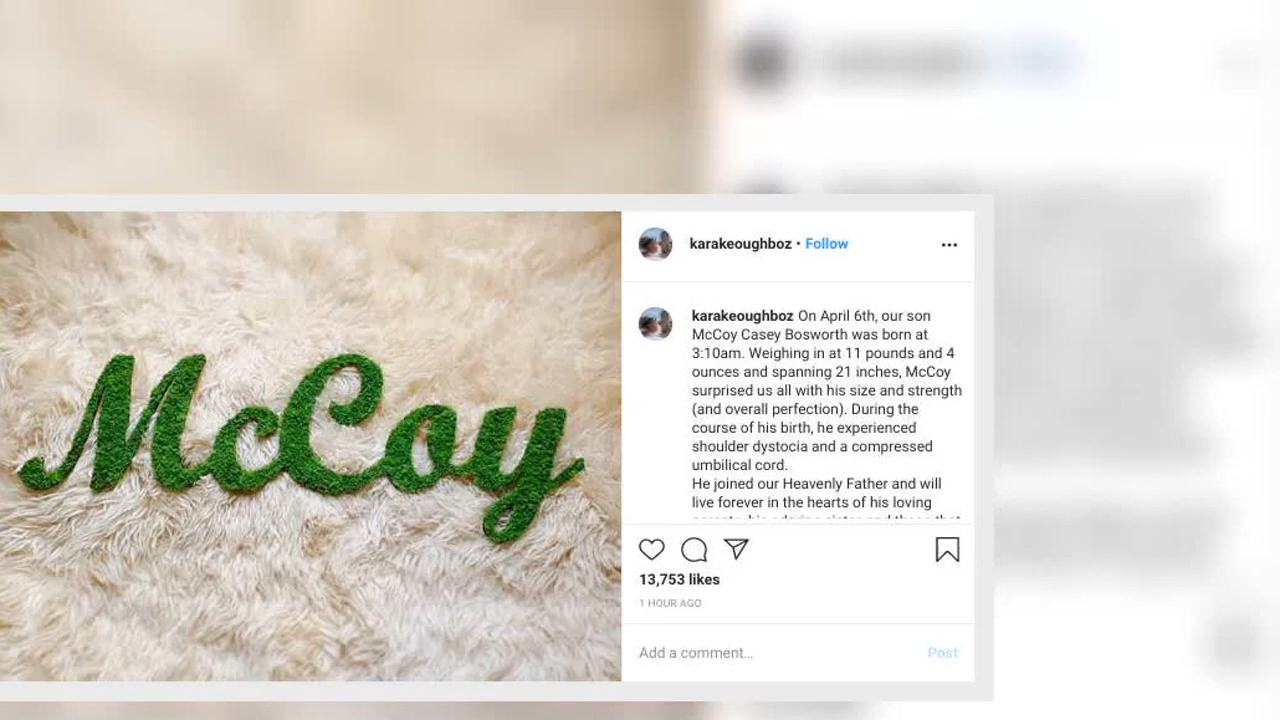 McCoy
karakeoughboz • Follow
karakeoughboz On April 6th, our son
McCoy Casey Bosworth was born at
3:10am. Weighing in at 11 pounds and 4
ounces and spanning 21 inches, McCoy
surprised us all with his size and strength
(and overall perfection). During the
course of his birth, he experienced
shoulder dystocia and a compressed
umbilical cord.
He joined our Heavenly Father and will
live forever in the hearts of his loving
13,753 likes
1 HOUR AGO
Add a comment...
Post